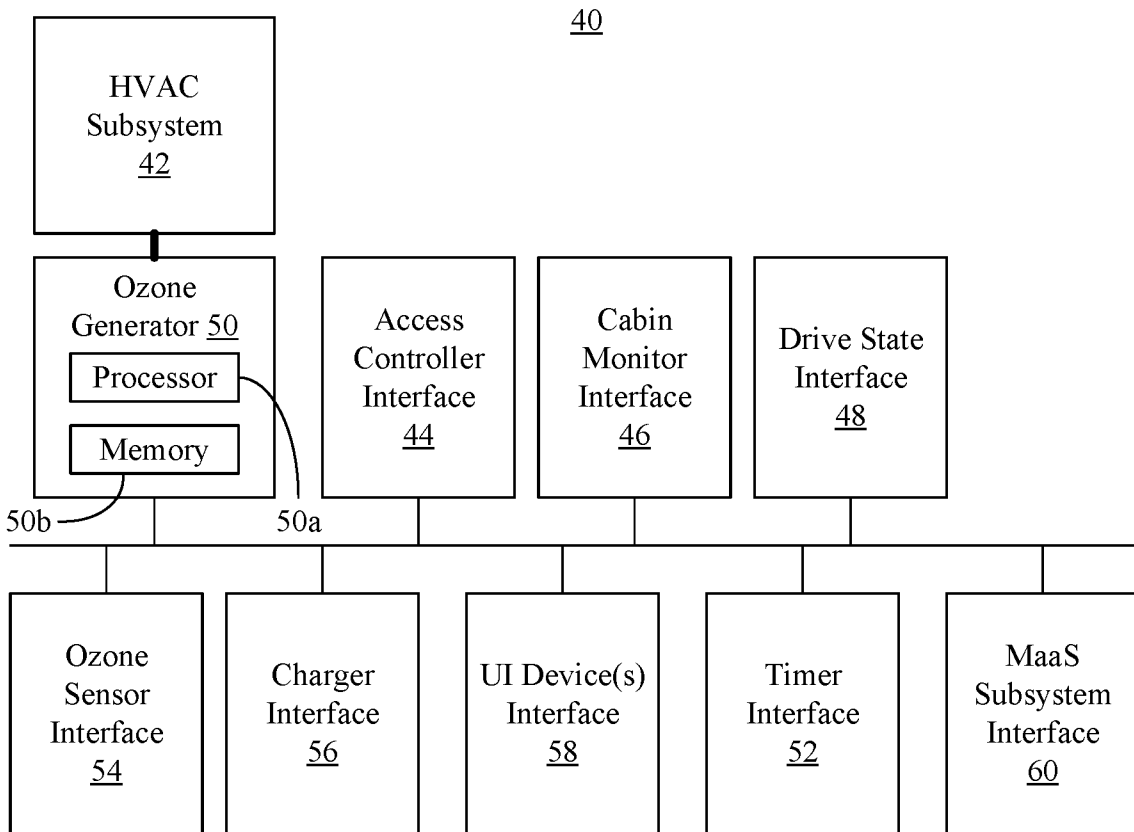 40
HVAC
Subsystem
42
Ozone
Generator 50
Processor
Memory
50b
50a
Access
Controller
Interface
44
Cabin
Monitor
Interface
46
Drive State
Interface
48
Ozone
Sensor
Interface
54
Charger
Interface
56
UI Device(s)
Interface
58
Timer
Interface
52
MaaS
Subsystem
Interface
60